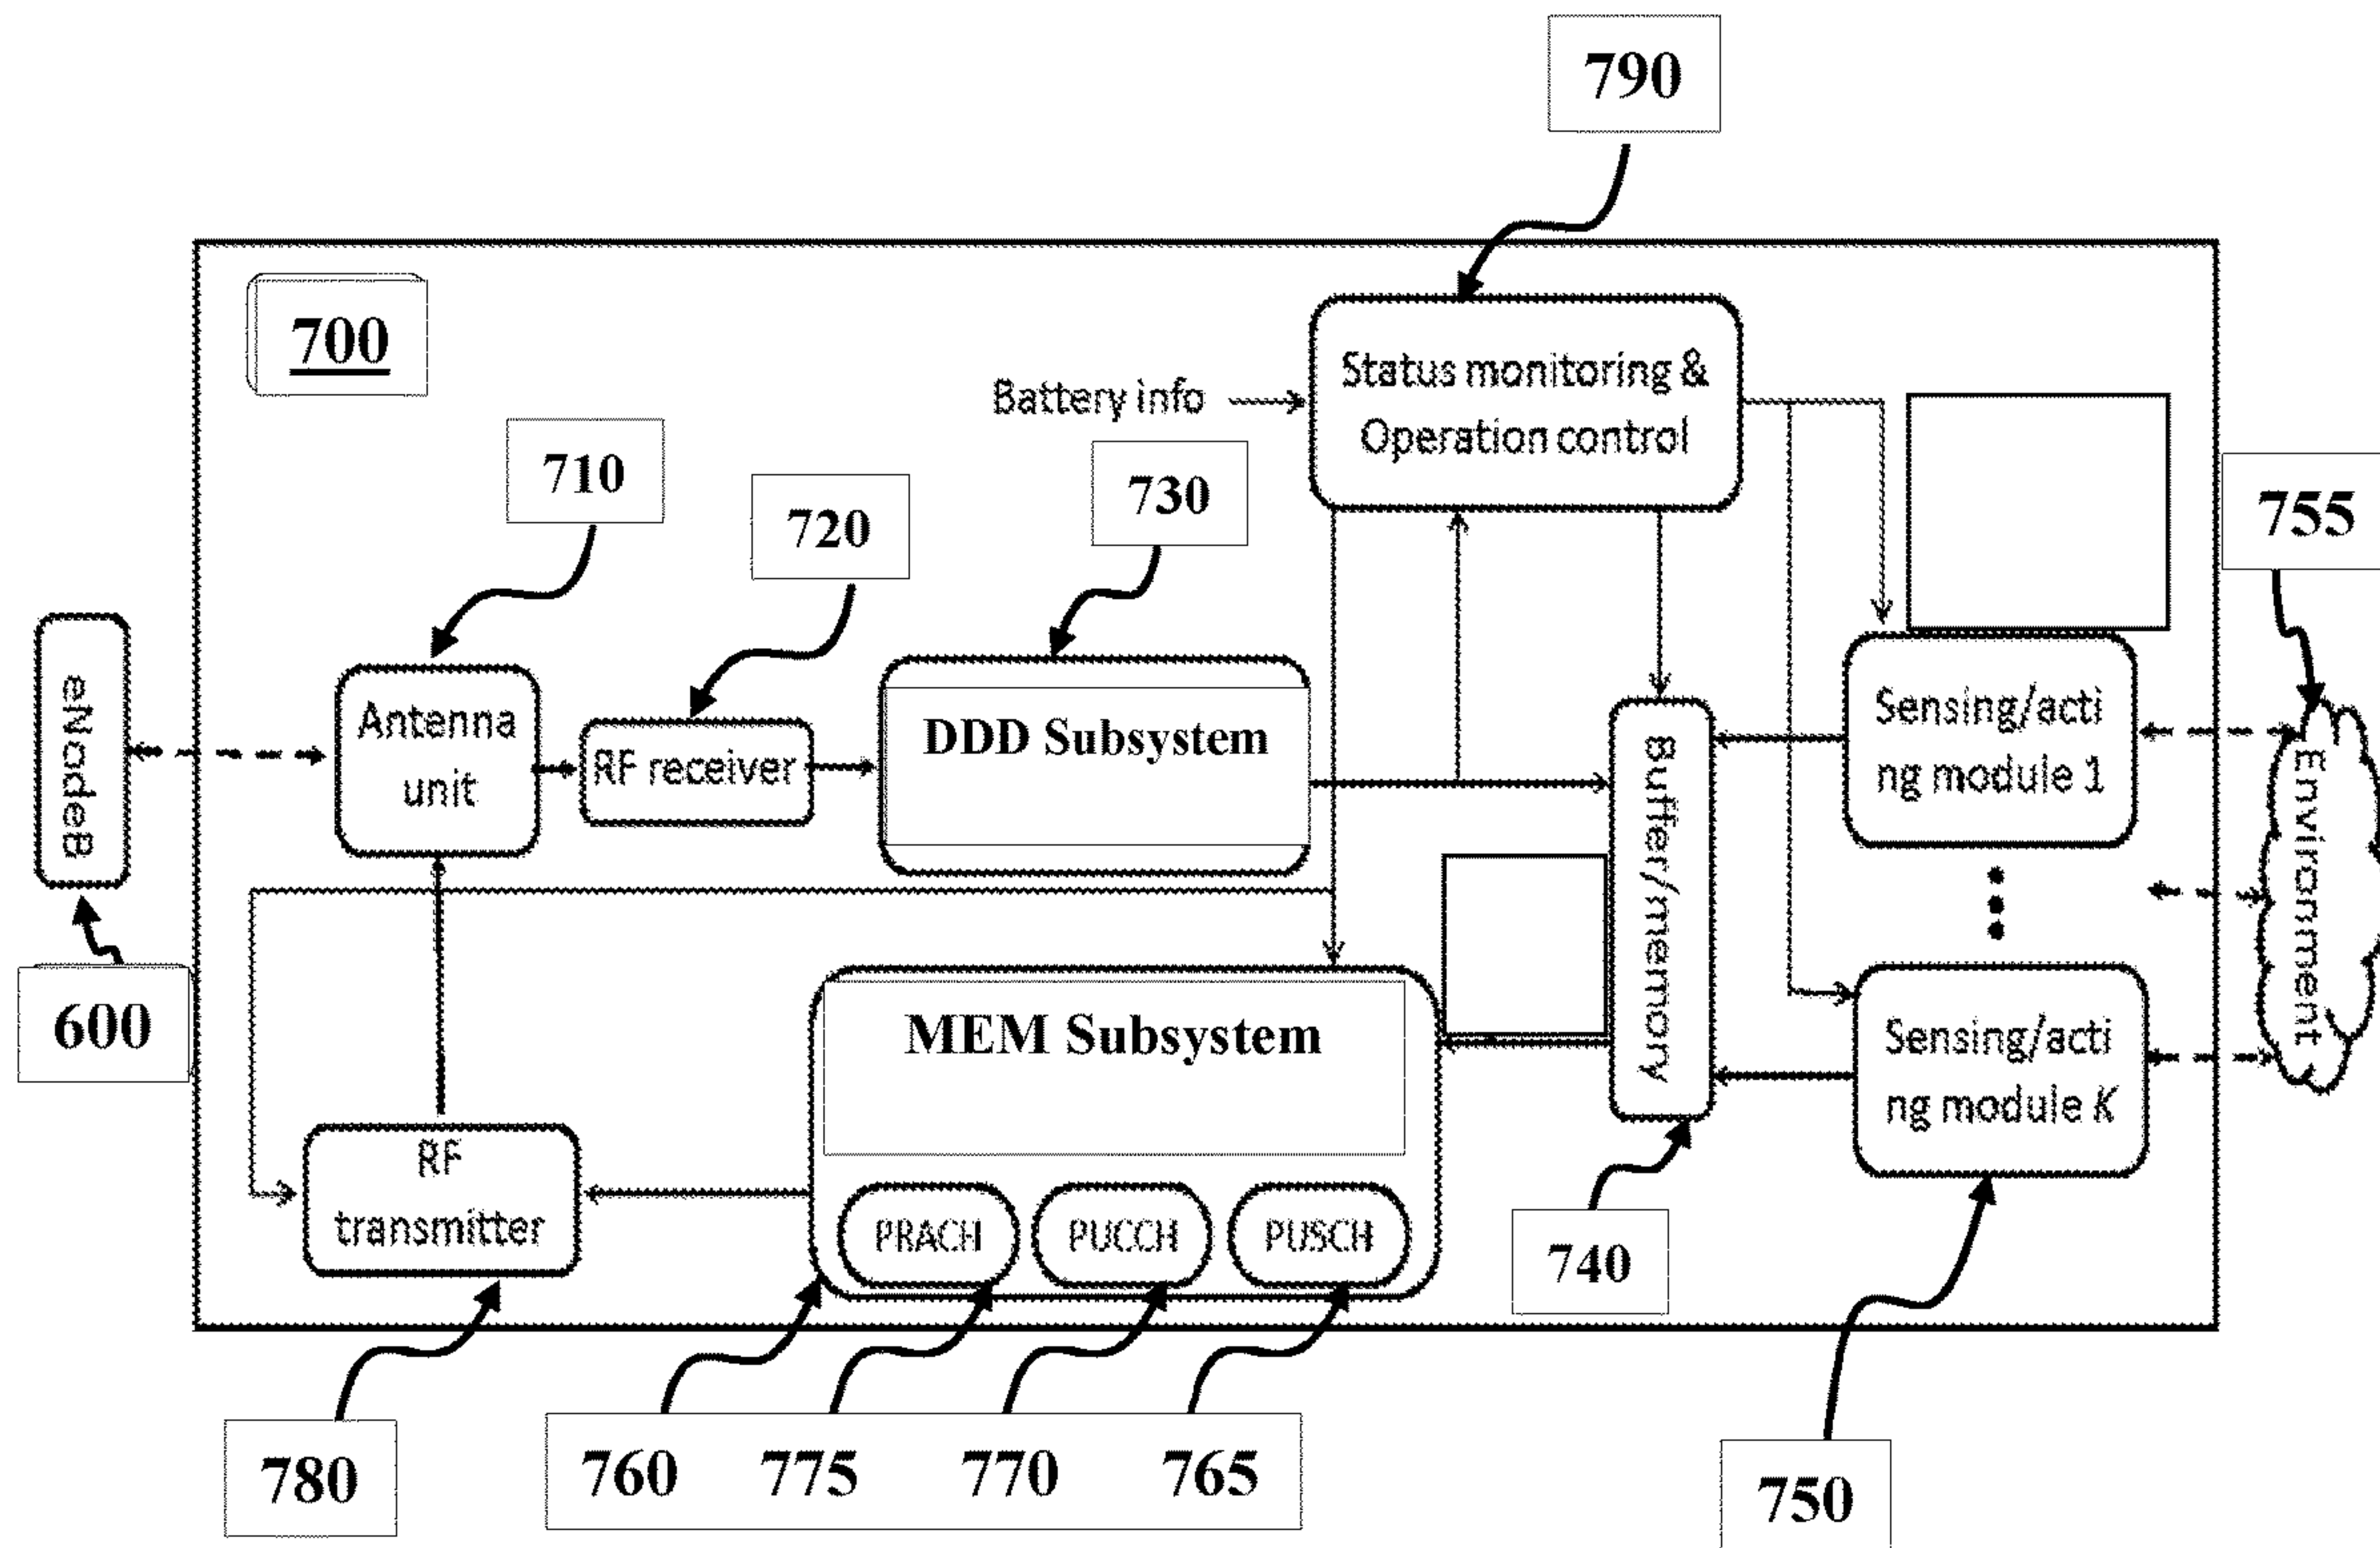 790
700
Status monitoring &
Operation control
Battery info
710
720
730
755
eNodeB
Antenna
unit
RF receiver
DDD Subsystem
Buffer/memory
Sensing/acti
ng module 1
Environment
600
MEM Subsystem
Sensing/acti
ng module K
RF
transmitter
PRACH
PUCCH
PUSCH
740
780
760
775
770
765
750